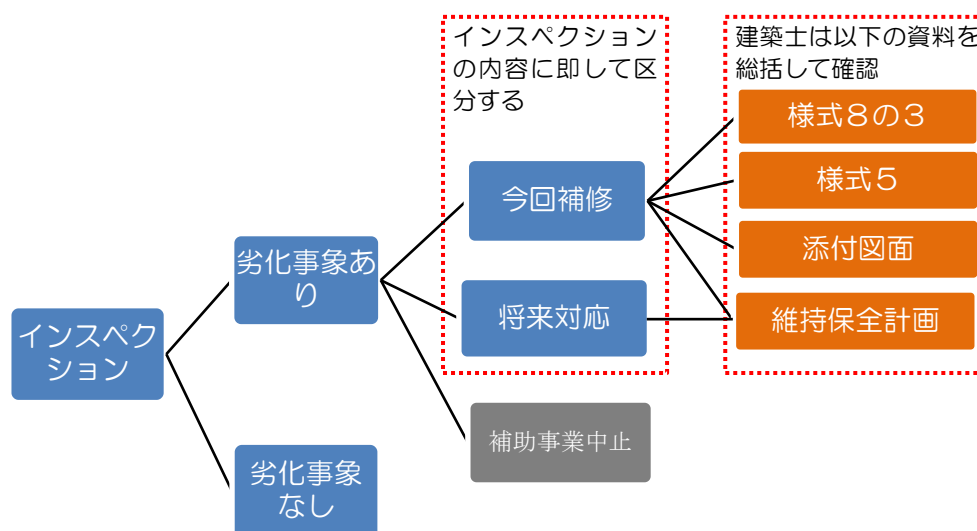 インスペクション
の内容に即して区
分する
建築士は以下の資料を
総括して確認
様式８の３
様式５
添付図面
維持保全計画
今回補修
将来対応
補助事業中止
劣化事象あ
り
インスペク
ション
劣化事象
なし